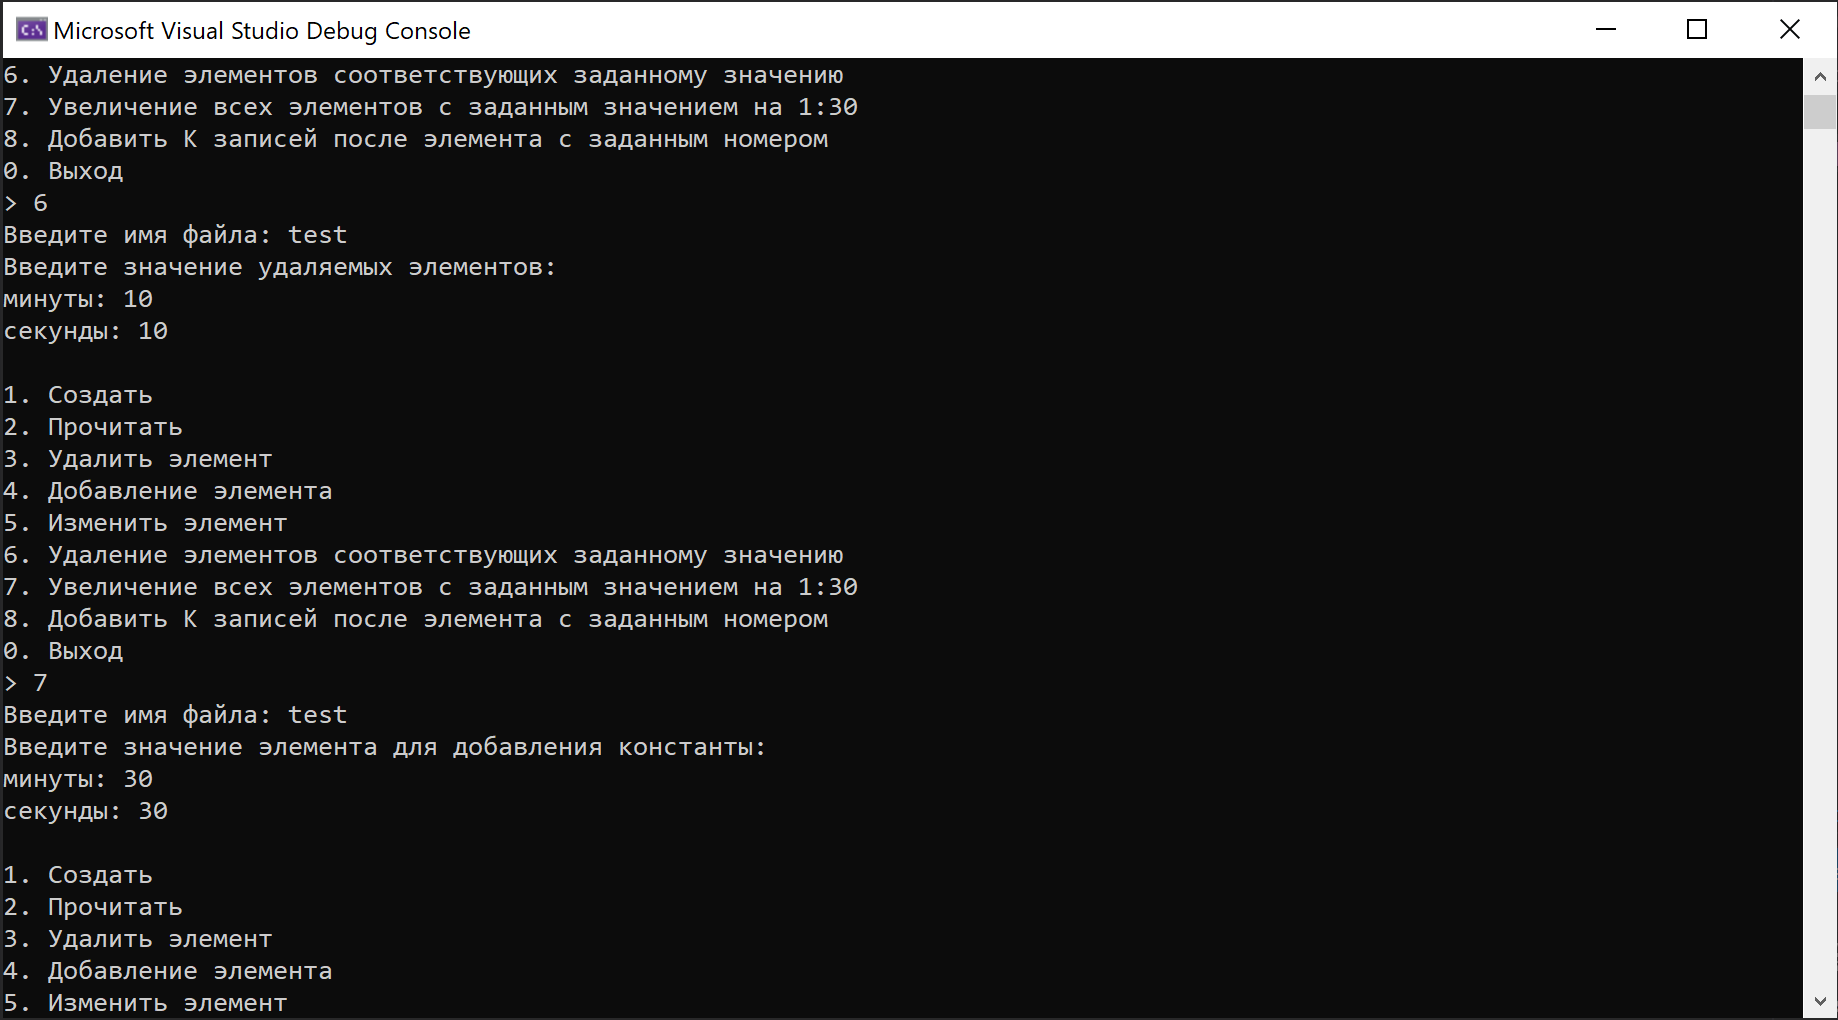 Microsoft Visual Studio Debug Console
6. Удаление элементов соответствующих заданному значению
7. Увеличение всех элементов с заданным значением на 1:30
8. Добавить К записей после элемента с заданным номером
0. Выход
> 6
Введите имя файла: test
Введите значение удаляемых элементов:
минуты: 10
секунды: 10
1. Создать
2. Прочитать
3. Удалить элемент
4. Добавление элемента
5. Изменить элемент
6. Удаление элементов соответствующих заданному значению
7. Увеличение всех элементов с заданным значением на 1:30
8. Добавить К записей после элемента с заданным номером
0. Выход
> 7
Введите имя файла: test
Введите значение элемента для добавления константы:
минуты: 30
секунды: 30
1. Создать
2. Прочитать
3. Удалить элемент
4. Добавление элемента
5. Изменить элемент